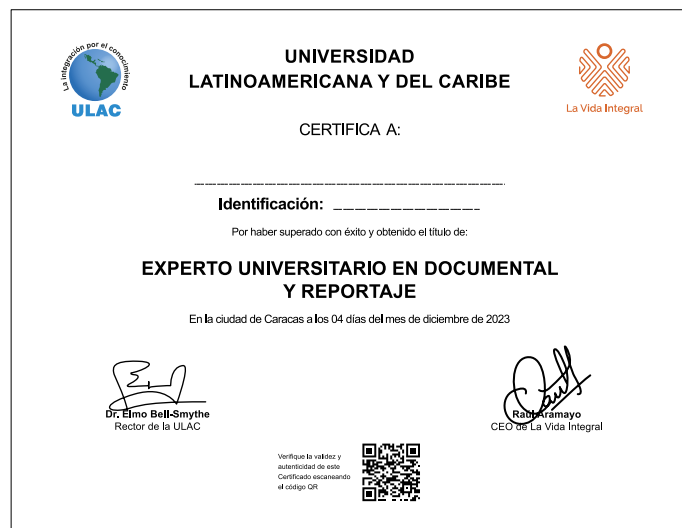 La integración por el conocimiento
ULAC
UNIVERSIDAD
LATINOAMERICANA Y DEL CARIBE
La Vida Integral
CERTIFICA A:
Identificación:
Por haber superado con éxito y obtenido el título de:
EXPERTO UNIVERSITARIO EN DOCUMENTAL
Y REPORTAJE
En la ciudad de Caracas a los 04 días del mes de diciembre de 2023
Dr. Elmo Bell-Smythe
Rector de la ULAC
Raúl Aramayo
CEO de La Vida Integral
Verifique la validez y
autenticidad de este
Certificado escaneando
el código QR